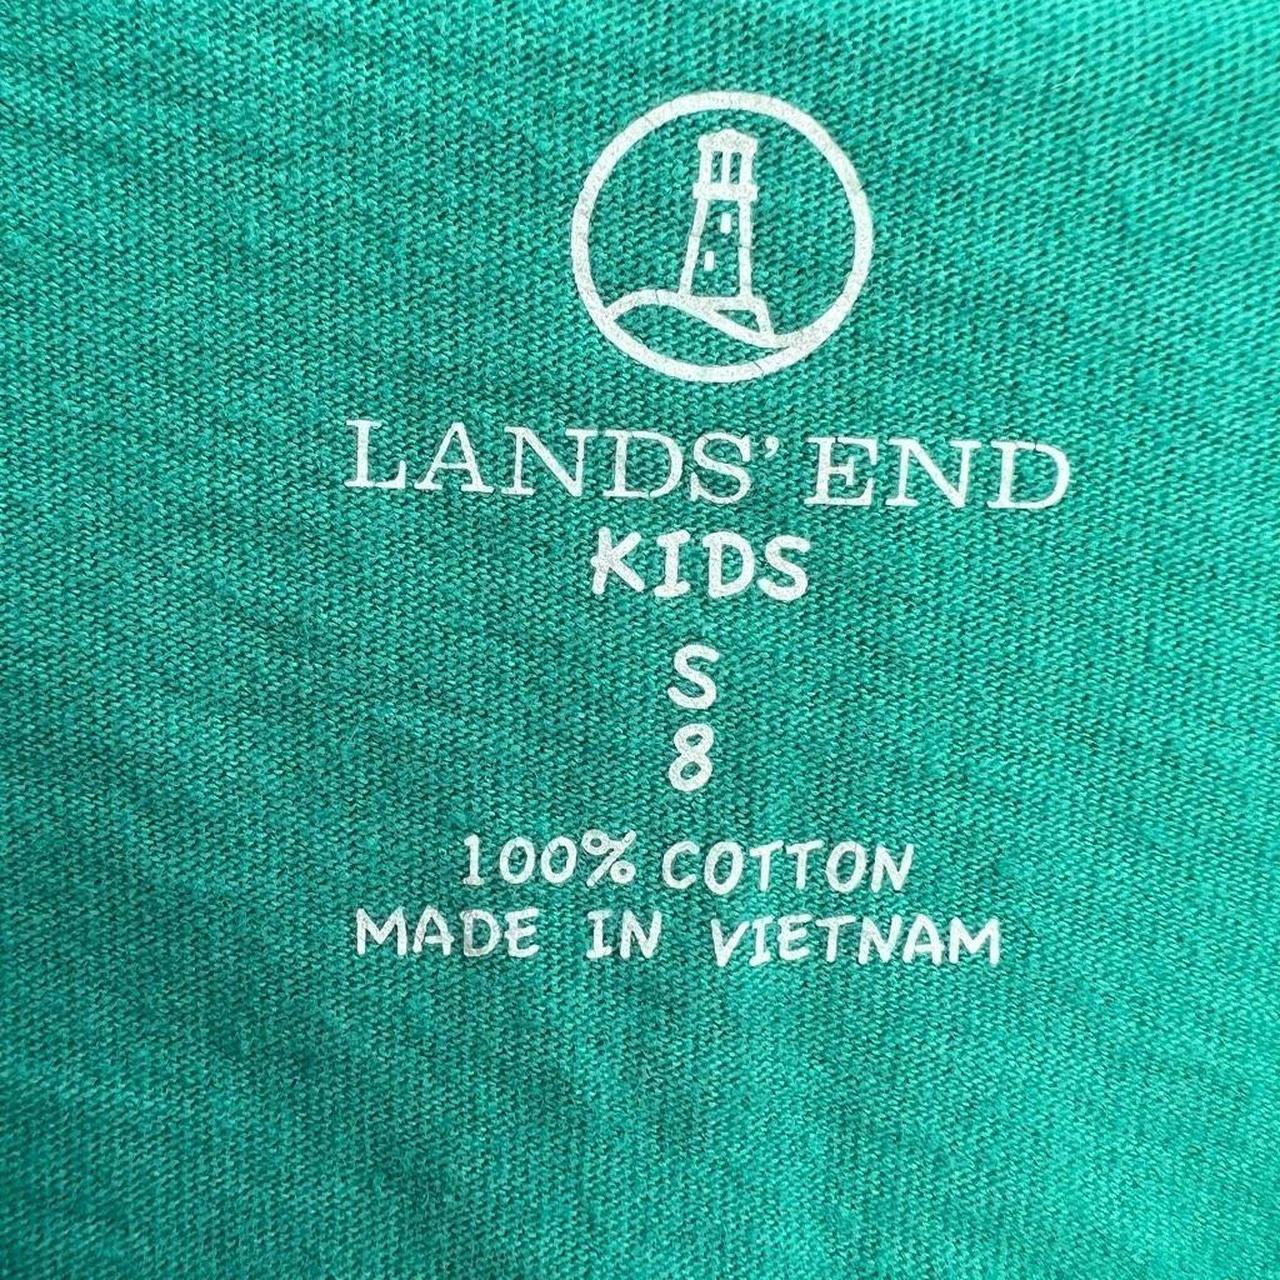 LANDS' END
KIDS
S
8
100% COTTON
MADE IN VIETNAM